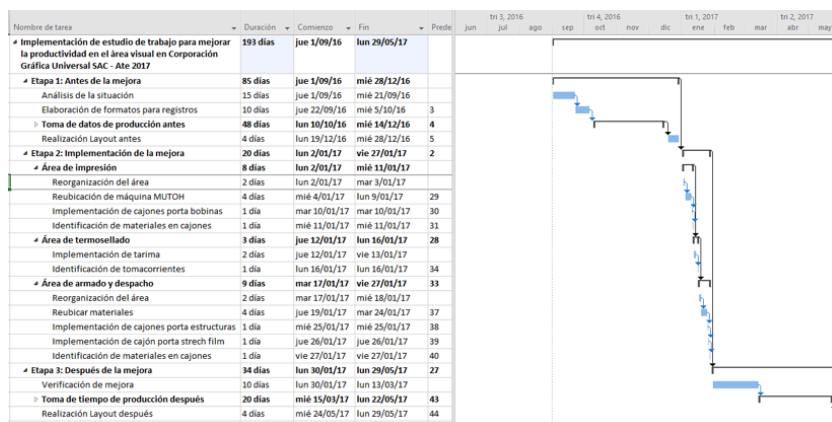 tri 3, 2016 tri 4, 2016 tri 1, 2017 tri 2, 2017
Nombre de tarea Duración Comienzo Fin Prede jun jul ago sep oct nov dic ene feb mar abr may
Implementación de estudio de trabajo para mejorar 193 días jue 1/09/16 lun 29/05/17
la productividad en el àrea visual en Corporación
Gráfica Universal SAC - Ate 2017
Etapa 1: Antes de la mejora 85 días jue 1/09/16 mié 28/12/16
Análisis de la situación 15 días jue 1/09/16 mié 21/09/16
Elaboración de formatos para registros 10 días jue 22/09/16 mié 5/10/16 3
Toma de datos de producción antes 48 días lun 10/10/16 mié 14/12/16 4
Realización Layout antes 4 días lun 19/12/16 mié 28/12/16 5
Etapa 2: Implementación de la mejora 20 días lun 2/01/17 vie 27/01/17 2
Área de impresión 8 días lun 2/01/17 mié 11/01/17
Reorganización del área 2 días lun 2/01/17 mar 3/01/17
Reubicación de máquina MUTOH 4 días mié 4/01/17 lun 9/01/17 29
Implementación de cajones porta bobinas 1 día mar 10/01/17 mar 10/01/17 30
Identificación de materiales en cajones 1 día mié 11/01/17 mié 11/01/17 31
Área de termosellado 3 días jue 12/01/17 lun 16/01/17 28
Implementación de tarima 2 días jue 12/01/17 vie 13/01/17
Identificación de tomacorrientes 1 día lun 16/01/17 lun 16/01/17 34
Área de armado y despacho 9 días mar 17/01/17 vie 27/01/17 33
Reorganización del área 2 días mar 17/01/17 mié 18/01/17
Reubicar materiales 4 días jue 19/01/17 mar 24/01/17 37
Implementación de cajones porta estructuras 1 día mié 25/01/17 mié 25/01/17 38
Implementación de cajón porta strech film 1 día jue 26/01/17 jue 26/01/17 39
Identificación de materiales en cajones 1 día vie 27/01/17 vie 27/01/17 40
Etapa 3: Después de la mejora 34 días lun 30/01/17 lun 29/05/17 27
Verificación de mejora 10 días lun 30/01/17 lun 13/03/17
Toma de tiempo de producción después 20 días mié 15/03/17 lun 22/05/17 43
Realización Layout después 4 días mié 24/05/17 lun 29/05/17 44